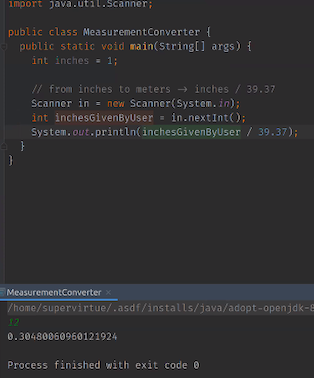 import java.util.Scanner;
public class MeasurementConverter {
public static void main(String[] args) {
int inches = 1;
// from inches to meters -> inches / 39.37
Scanner in = new Scanner(System.in);
int inchesGivenByUser = in.nextInt();
System.out.println(inchesGivenByUser / 39.37);
}
}
MeasurementConverter ×
/home/supervirtue/.asdf/installs/java/adopt-openjdk-8
12
0.30480060960121924
Process finished with exit code 0